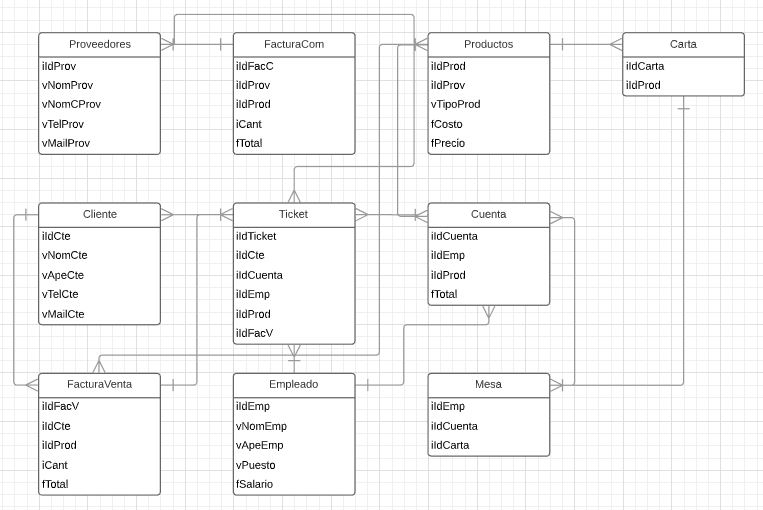 Proveedores
iIdProv
vNomProv
vNomCProv
vTelProv
vMailProv
FacturaCom
iIdFacC
iIdProv
iIdProd
iCant
fTotal
Productos
iIdProd
iIdProv
vTipoProd
fCosto
fPrecio
Carta
iIdCarta
iIdProd
Cliente
iIdCte
vNomCte
vApeCte
vTelCte
vMailCte
Ticket
iIdTicket
iIdCte
iIdCuenta
iIdEmp
iIdProd
iIdFacV
Cuenta
iIdCuenta
iIdEmp
iIdProd
fTotal
FacturaVenta
iIdFacV
iIdCte
iIdProd
iCant
fTotal
Empleado
iIdEmp
vNomEmp
vApeEmp
vPuesto
fSalario
Mesa
iIdEmp
iIdCuenta
iIdCarta